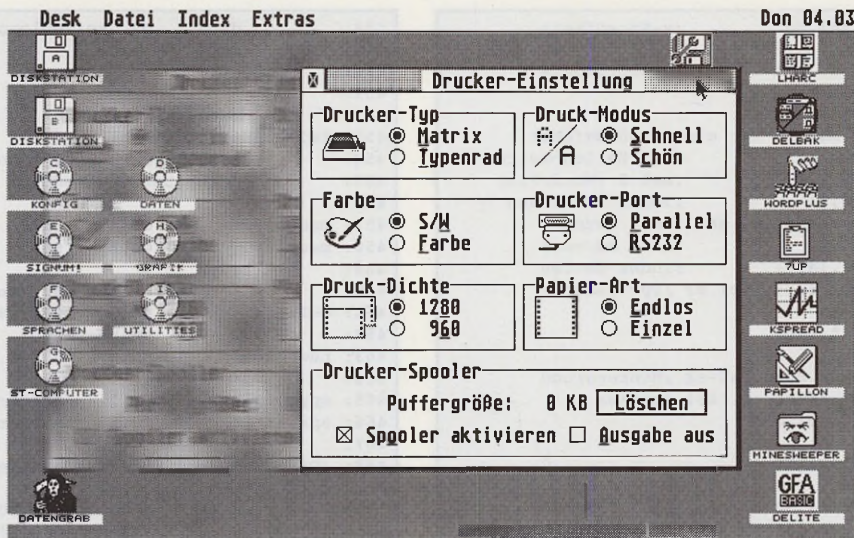 Desk Datei Index Extras Don 04.03
A
DISKSTATION
B
DISKSTATION
C
KONFIG
D
DATEN
E
SIGNUM!
H
GRAFIK
F
SPRACHEN
I
UTILITIES
G
ST-COMPUTER
DATENGRAB
Drucker-Einstellung
Drucker-Typ
Matrix
Typenrad
Druck-Modus
A/A
Schnell
Schön
Farbe
S/W
Farbe
Drucker-Port
Parallel
RS232
Druck-Dichte
1280
960
Papier-Art
Endlos
Einzel
Drucker-Spooler
Puffergröße: 0 KB Löschen
Spooler aktivieren Ausgabe aus
LHARC
DELBAK
WORDPLUS
7UP
KSPREAD
PAPILLON
MINESWEEPER
GFA
BASIC
DELITE